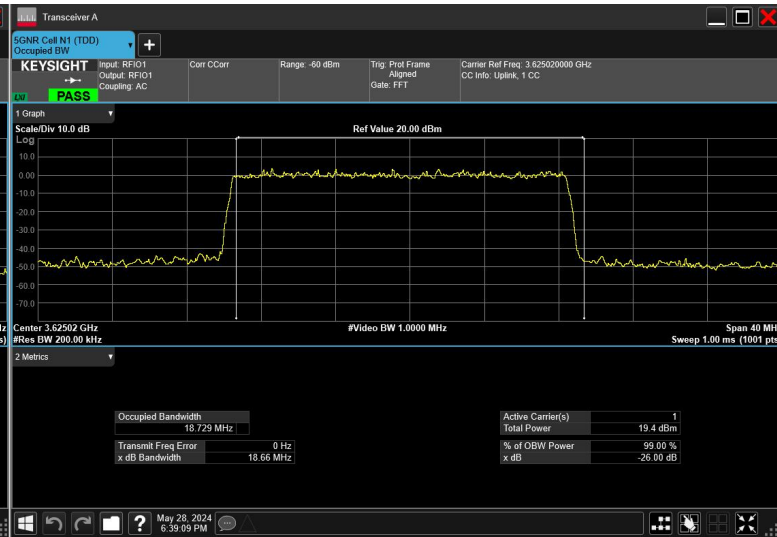 Transceiver A
5GNR Cell N1 (TDD)
Occupied BW
KEYSIGHT
LXI
PASS
Input: RFIO1
Output: RFIO1
Coupling: AC
Corr CCorr
Range: -60 dBm
Trig: Prot Frame
Aligned
Gate: FFT
Carrier Ref Freq: 3.625020000 GHz
CC Info: Uplink, 1 CC
1 Graph
Scale/Div 10.0 dB
Ref Value 20.00 dBm
Log
10.0
0.00
-10.0
-20.0
-30.0
-40.0
-50.0
-60.0
-70.0
Center 3.62502 GHz
#Video BW 1.0000 MHz
Span 40 MH
#Res BW 200.00 kHz
Sweep 1.00 ms (1001 pts
2 Metrics
Occupied Bandwidth
18.729 MHz
Transmit Freq Error 0 Hz
x dB Bandwidth 18.66 MHz
Active Carrier(s) 1
Total Power 19.4 dBm
% of OBW Power 99.00 %
x dB -26.00 dB
?
May 28, 2024
6:39:09 PM